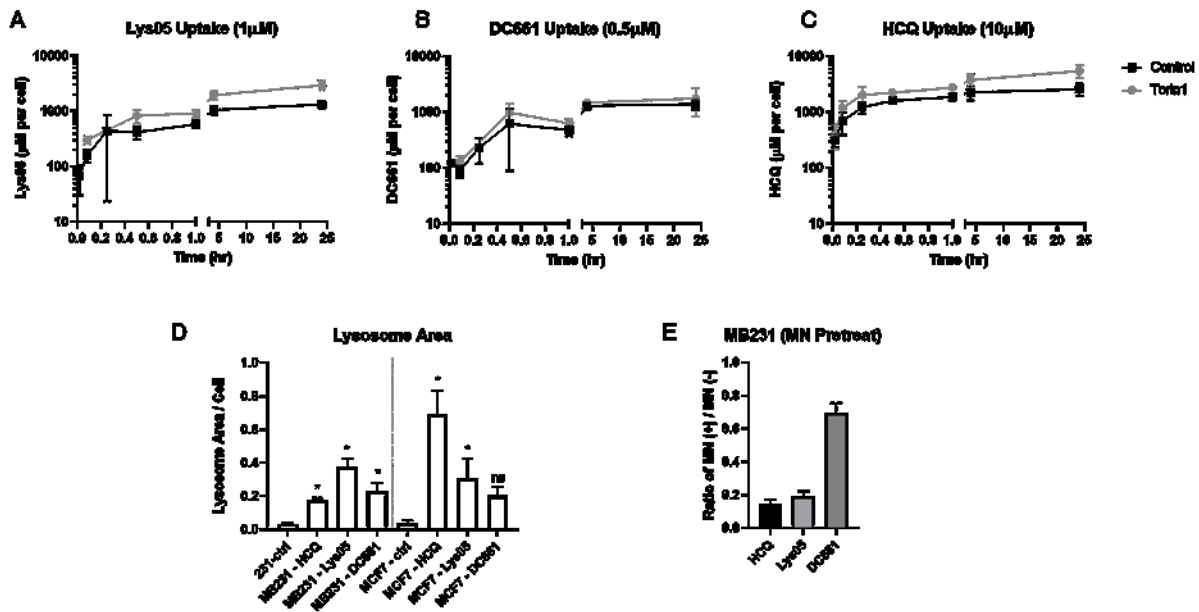 A
Lys05 Uptake (1μM)
Lys05 (μM per cell)
10000
1000
100
10
0.0 0.2 0.4 0.6 0.8 1.0 5 10 15 20 25
Time (hr)
B
DC661 Uptake (0.5μM)
DC661 (μM per cell)
10000
1000
100
10
0.0 0.2 0.4 0.6 0.8 1.0 5 10 15 20 25
Time (hr)
C
HCQ Uptake (10μM)
HCQ (μM per cell)
10000
1000
100
10
0.0 0.2 0.4 0.6 0.8 1.0 5 10 15 20 25
Time (hr)
Control
Torin1
D
Lysosome Area
Lysosome Area / Cell
1.0
0.8
0.6
0.4
0.2
0.0
* * * * * ns
231-ctrl
MB231 - HCQ
MB231 - Lys05
MB231 - DC661
MCF7 - ctrl
MCF7 - HCQ
MCF7 - Lys05
MCF7 - DC661
E
MB231 (MN Pretreat)
Ratio of MN (+) / MN (-)
1.0
0.8
0.6
0.4
0.2
0.0
HCQ
Lys05
DC661